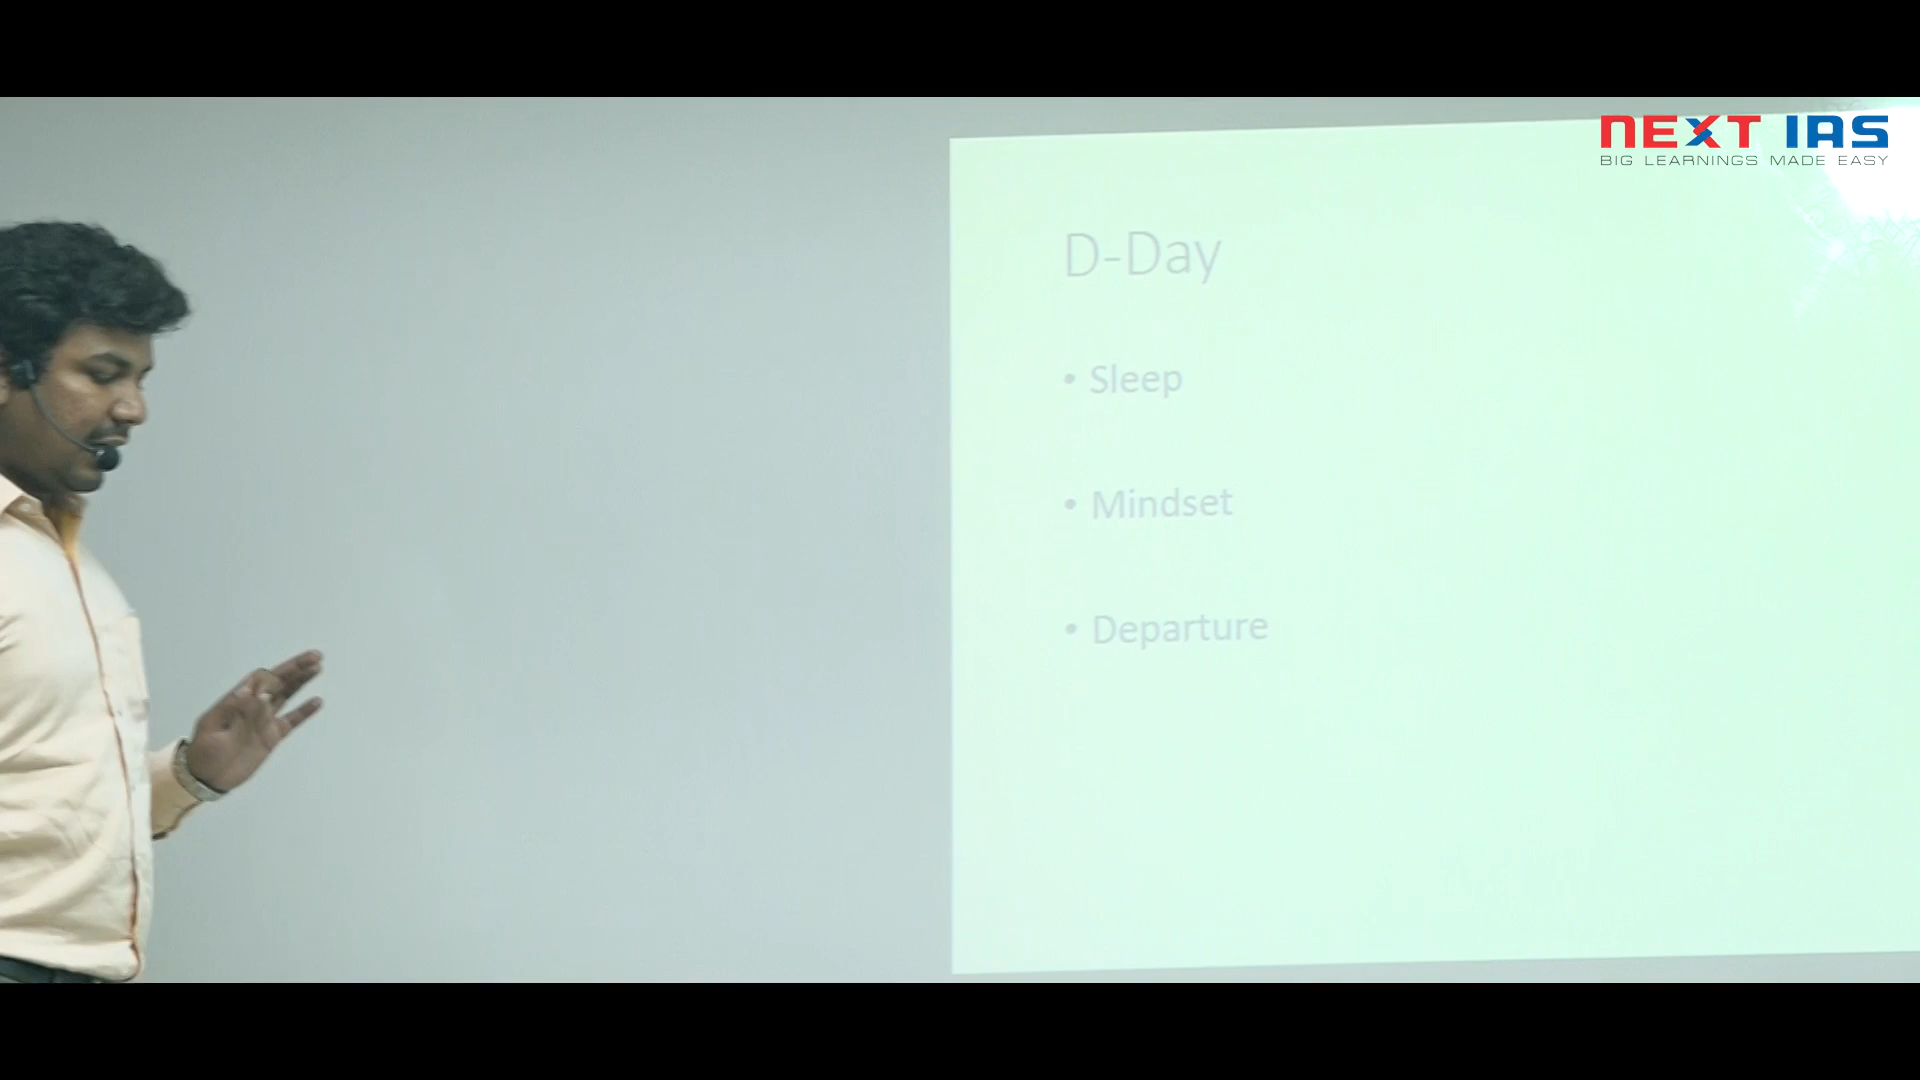 NEXT IAS
BIG LEARNINGS MADE EASY
D-Day
• Sleep
• Mindset
• Departure